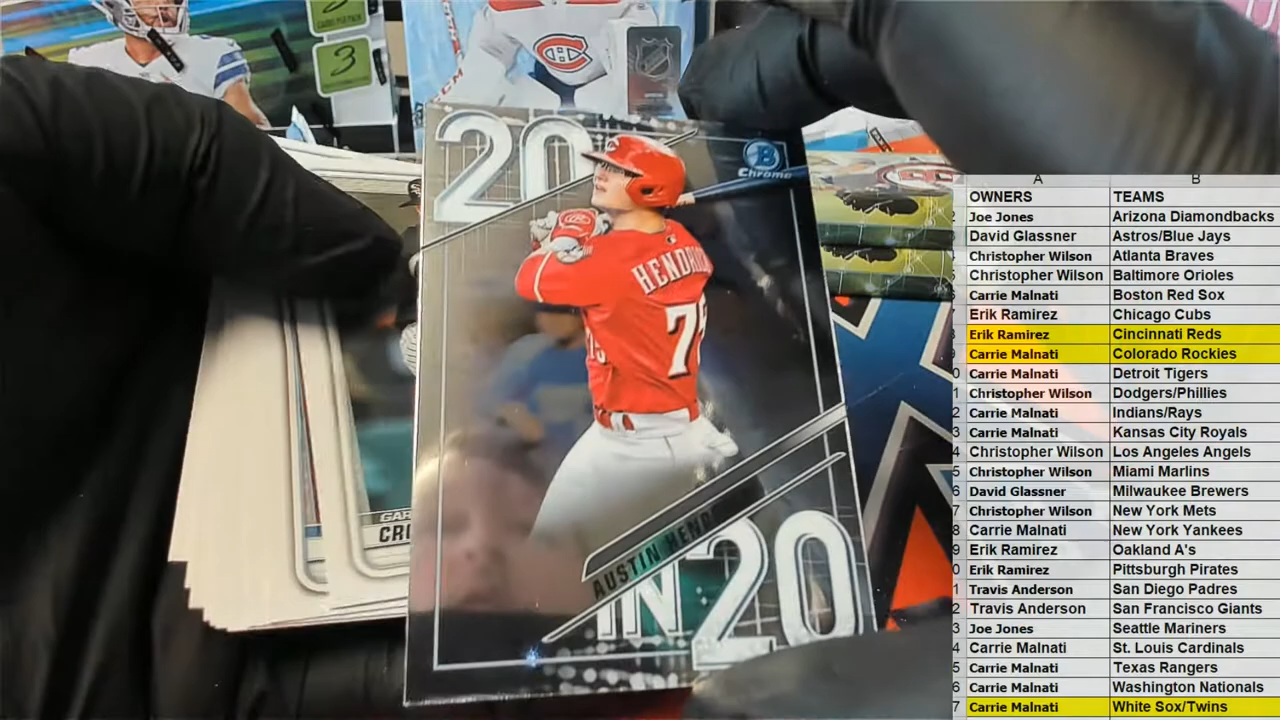 3
20
B
Chrome
HENDRI
75
AUSTIN HEND
IN20
GAR
CRO
A B
OWNERS TEAMS
Joe Jones Arizona Diamondbacks
David Glassner Astros/Blue Jays
Christopher Wilson Atlanta Braves
Christopher Wilson Baltimore Orioles
Carrie Malnati Boston Red Sox
Erik Ramirez Chicago Cubs
Erik Ramirez Cincinnati Reds
Carrie Malnati Colorado Rockies
Carrie Malnati Detroit Tigers
Christopher Wilson Dodgers/Phillies
Carrie Malnati Indians/Rays
Carrie Malnati Kansas City Royals
Christopher Wilson Los Angeles Angels
Christopher Wilson Miami Marlins
David Glassner Milwaukee Brewers
Christopher Wilson New York Mets
Carrie Malnati New York Yankees
Erik Ramirez Oakland A's
Erik Ramirez Pittsburgh Pirates
Travis Anderson San Diego Padres
Travis Anderson San Francisco Giants
Joe Jones Seattle Mariners
Carrie Malnati St. Louis Cardinals
Carrie Malnati Texas Rangers
Carrie Malnati Washington Nationals
Carrie Malnati White Sox/Twins